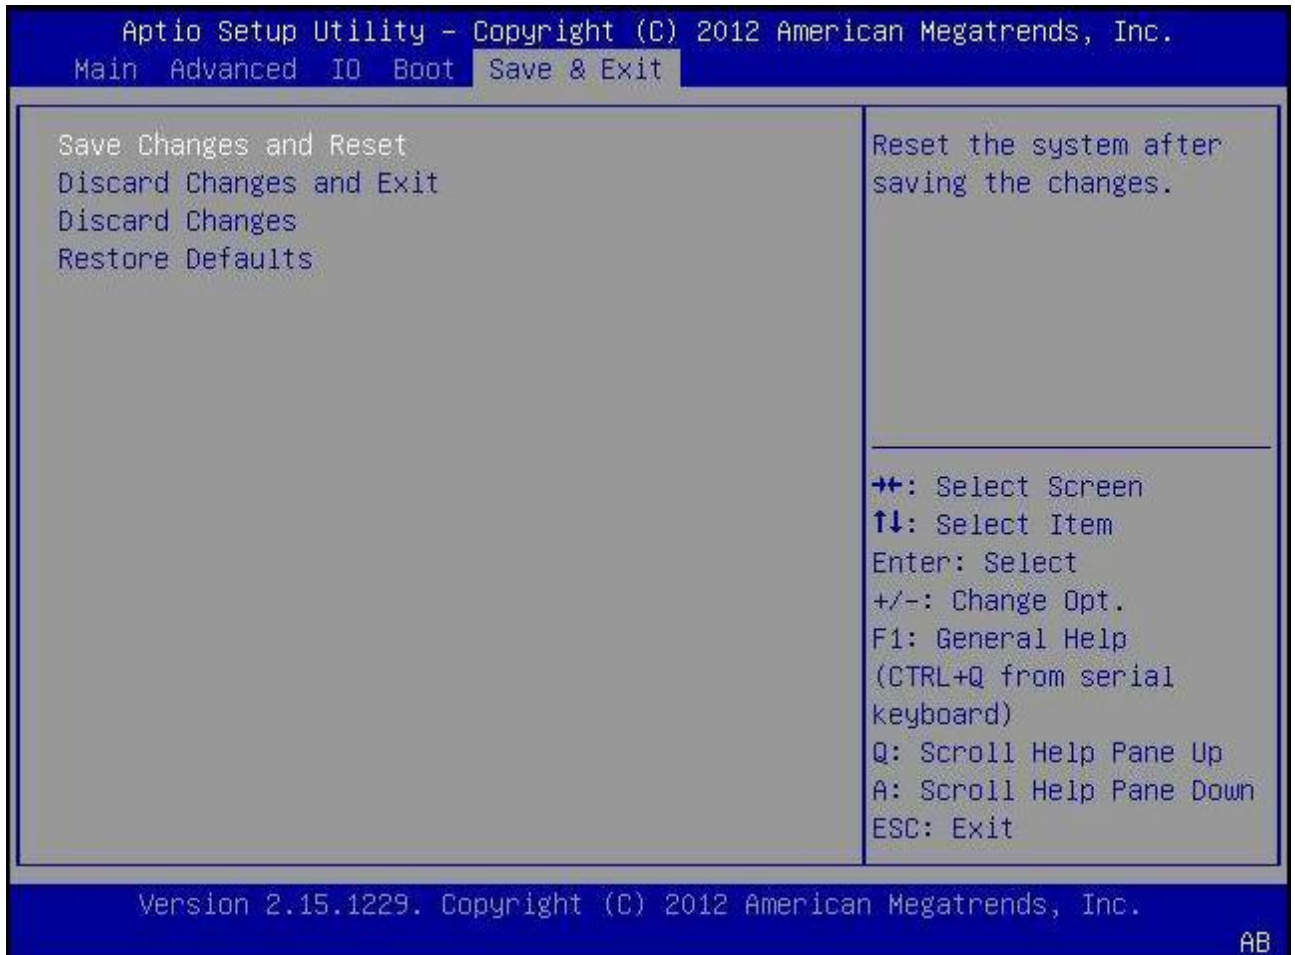 Aptio Setup Utility – Copyright (C) 2012 American Megatrends, Inc.
Main Advanced IO Boot Save & Exit
Save Changes and Reset
Discard Changes and Exit
Discard Changes
Restore Defaults
Reset the system after
saving the changes.
→←: Select Screen
↑↓: Select Item
Enter: Select
+/-: Change Opt.
F1: General Help
(CTRL+Q from serial
keyboard)
Q: Scroll Help Pane Up
A: Scroll Help Pane Down
ESC: Exit
Version 2.15.1229. Copyright (C) 2012 American Megatrends, Inc.
AB